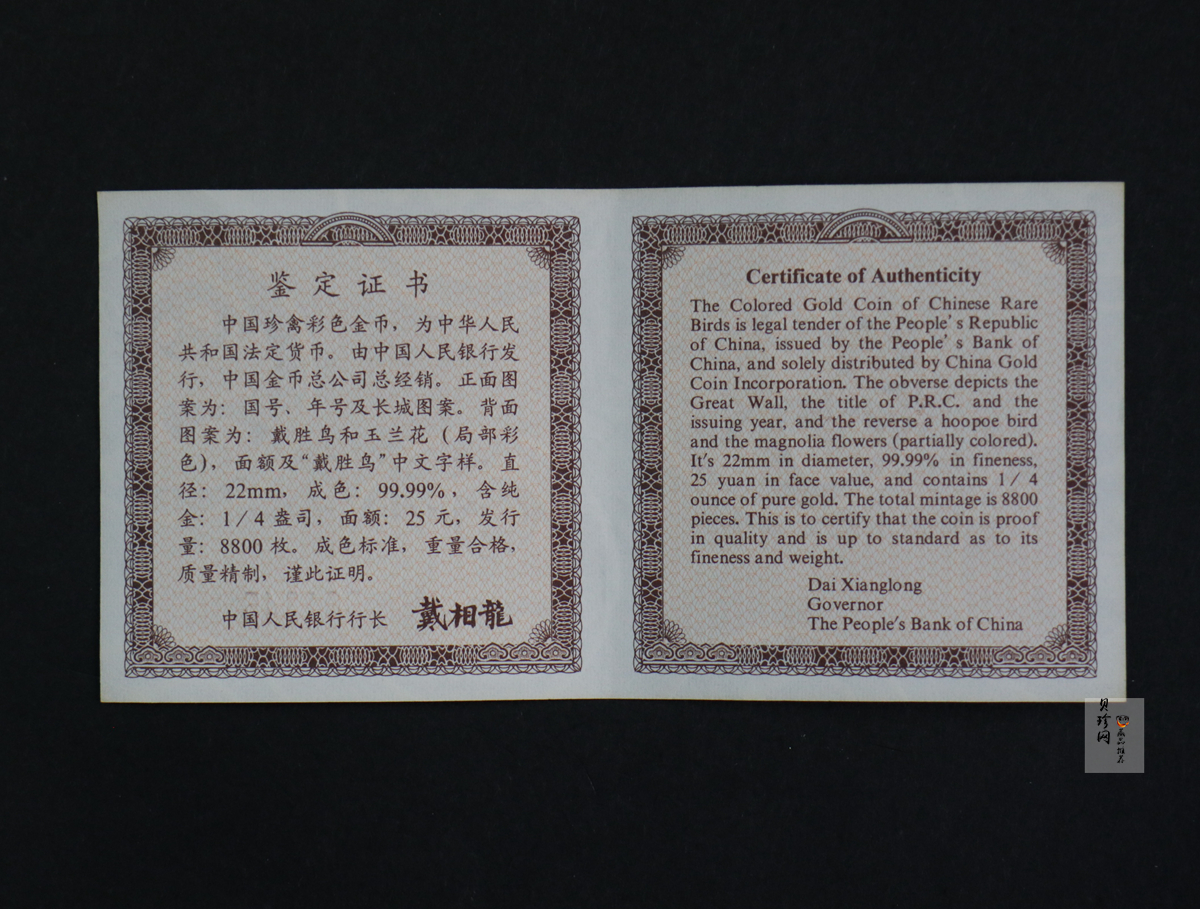 鉴定证书
中国珍禽彩色金币，为中华人民
共和国法定货币。由中国人民银行发
行，中国金币总公司总经销。正面图
案为：国号、年号及长城图案。背面
图案为：戴胜鸟和玉兰花（局部彩
色），面额及“戴胜鸟”中文字样。直
径：22mm，成色：99.99%，含纯
金：1/4盎司，面额：25元，发行
量：8800枚。成色标准，重量合格，
质量精制，谨此证明。
中国人民银行行长 戴相龍
Certificate of Authenticity
The Colored Gold Coin of Chinese Rare
Birds is legal tender of the People's Republic
of China, issued by the People's Bank of
China, and solely distributed by China Gold
Coin Incorporation. The obverse depicts the
Great Wall, the title of P.R.C. and the
issuing year, and the reverse a hoopoe bird
and the magnolia flowers (partially colored).
It's 22mm in diameter, 99.99% in fineness,
25 yuan in face value, and contains 1/4
ounce of pure gold. The total mintage is 8800
pieces. This is to certify that the coin is proof
in quality and is up to standard as to its
fineness and weight.
Dai Xianglong
Governor
The People's Bank of China
贝珍网
藏品推荐